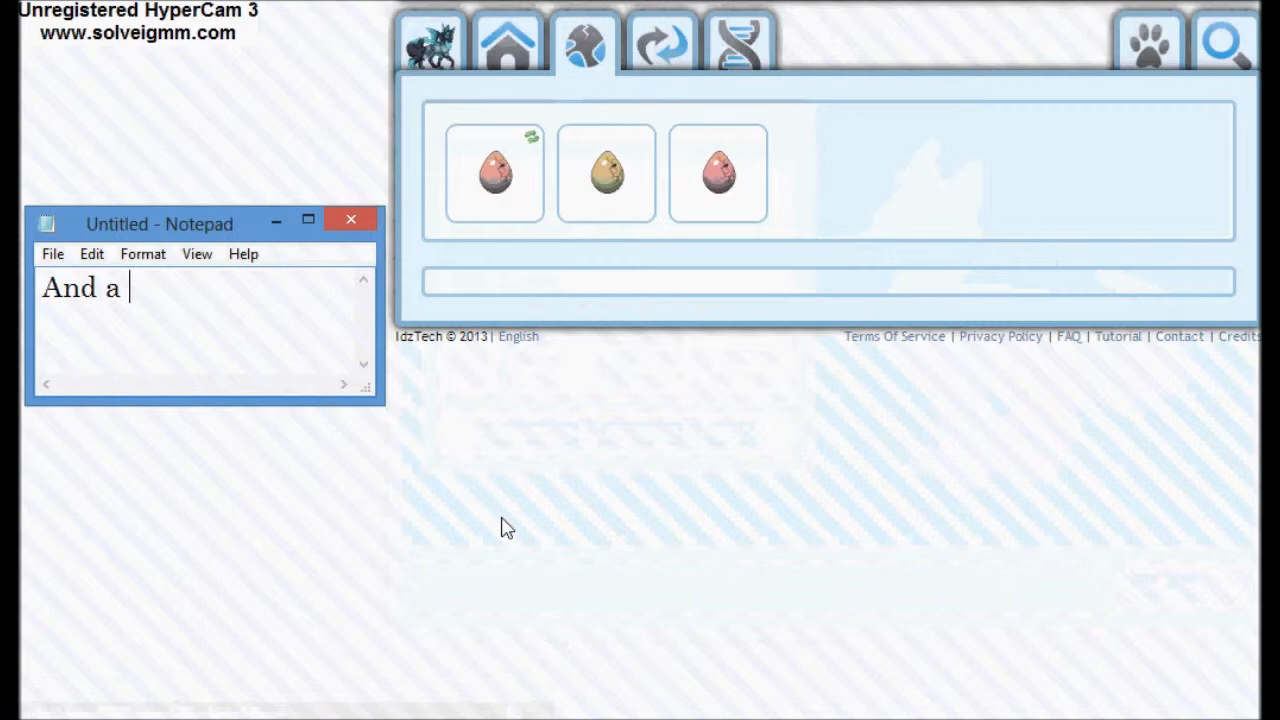 Unregistered HyperCam 3
www.solveigmm.com
Untitled - Notepad
File Edit Format View Help
And a
IdzTech © 2013 | English
Terms Of Service | Privacy Policy | FAQ | Tutorial | Contact | Credits